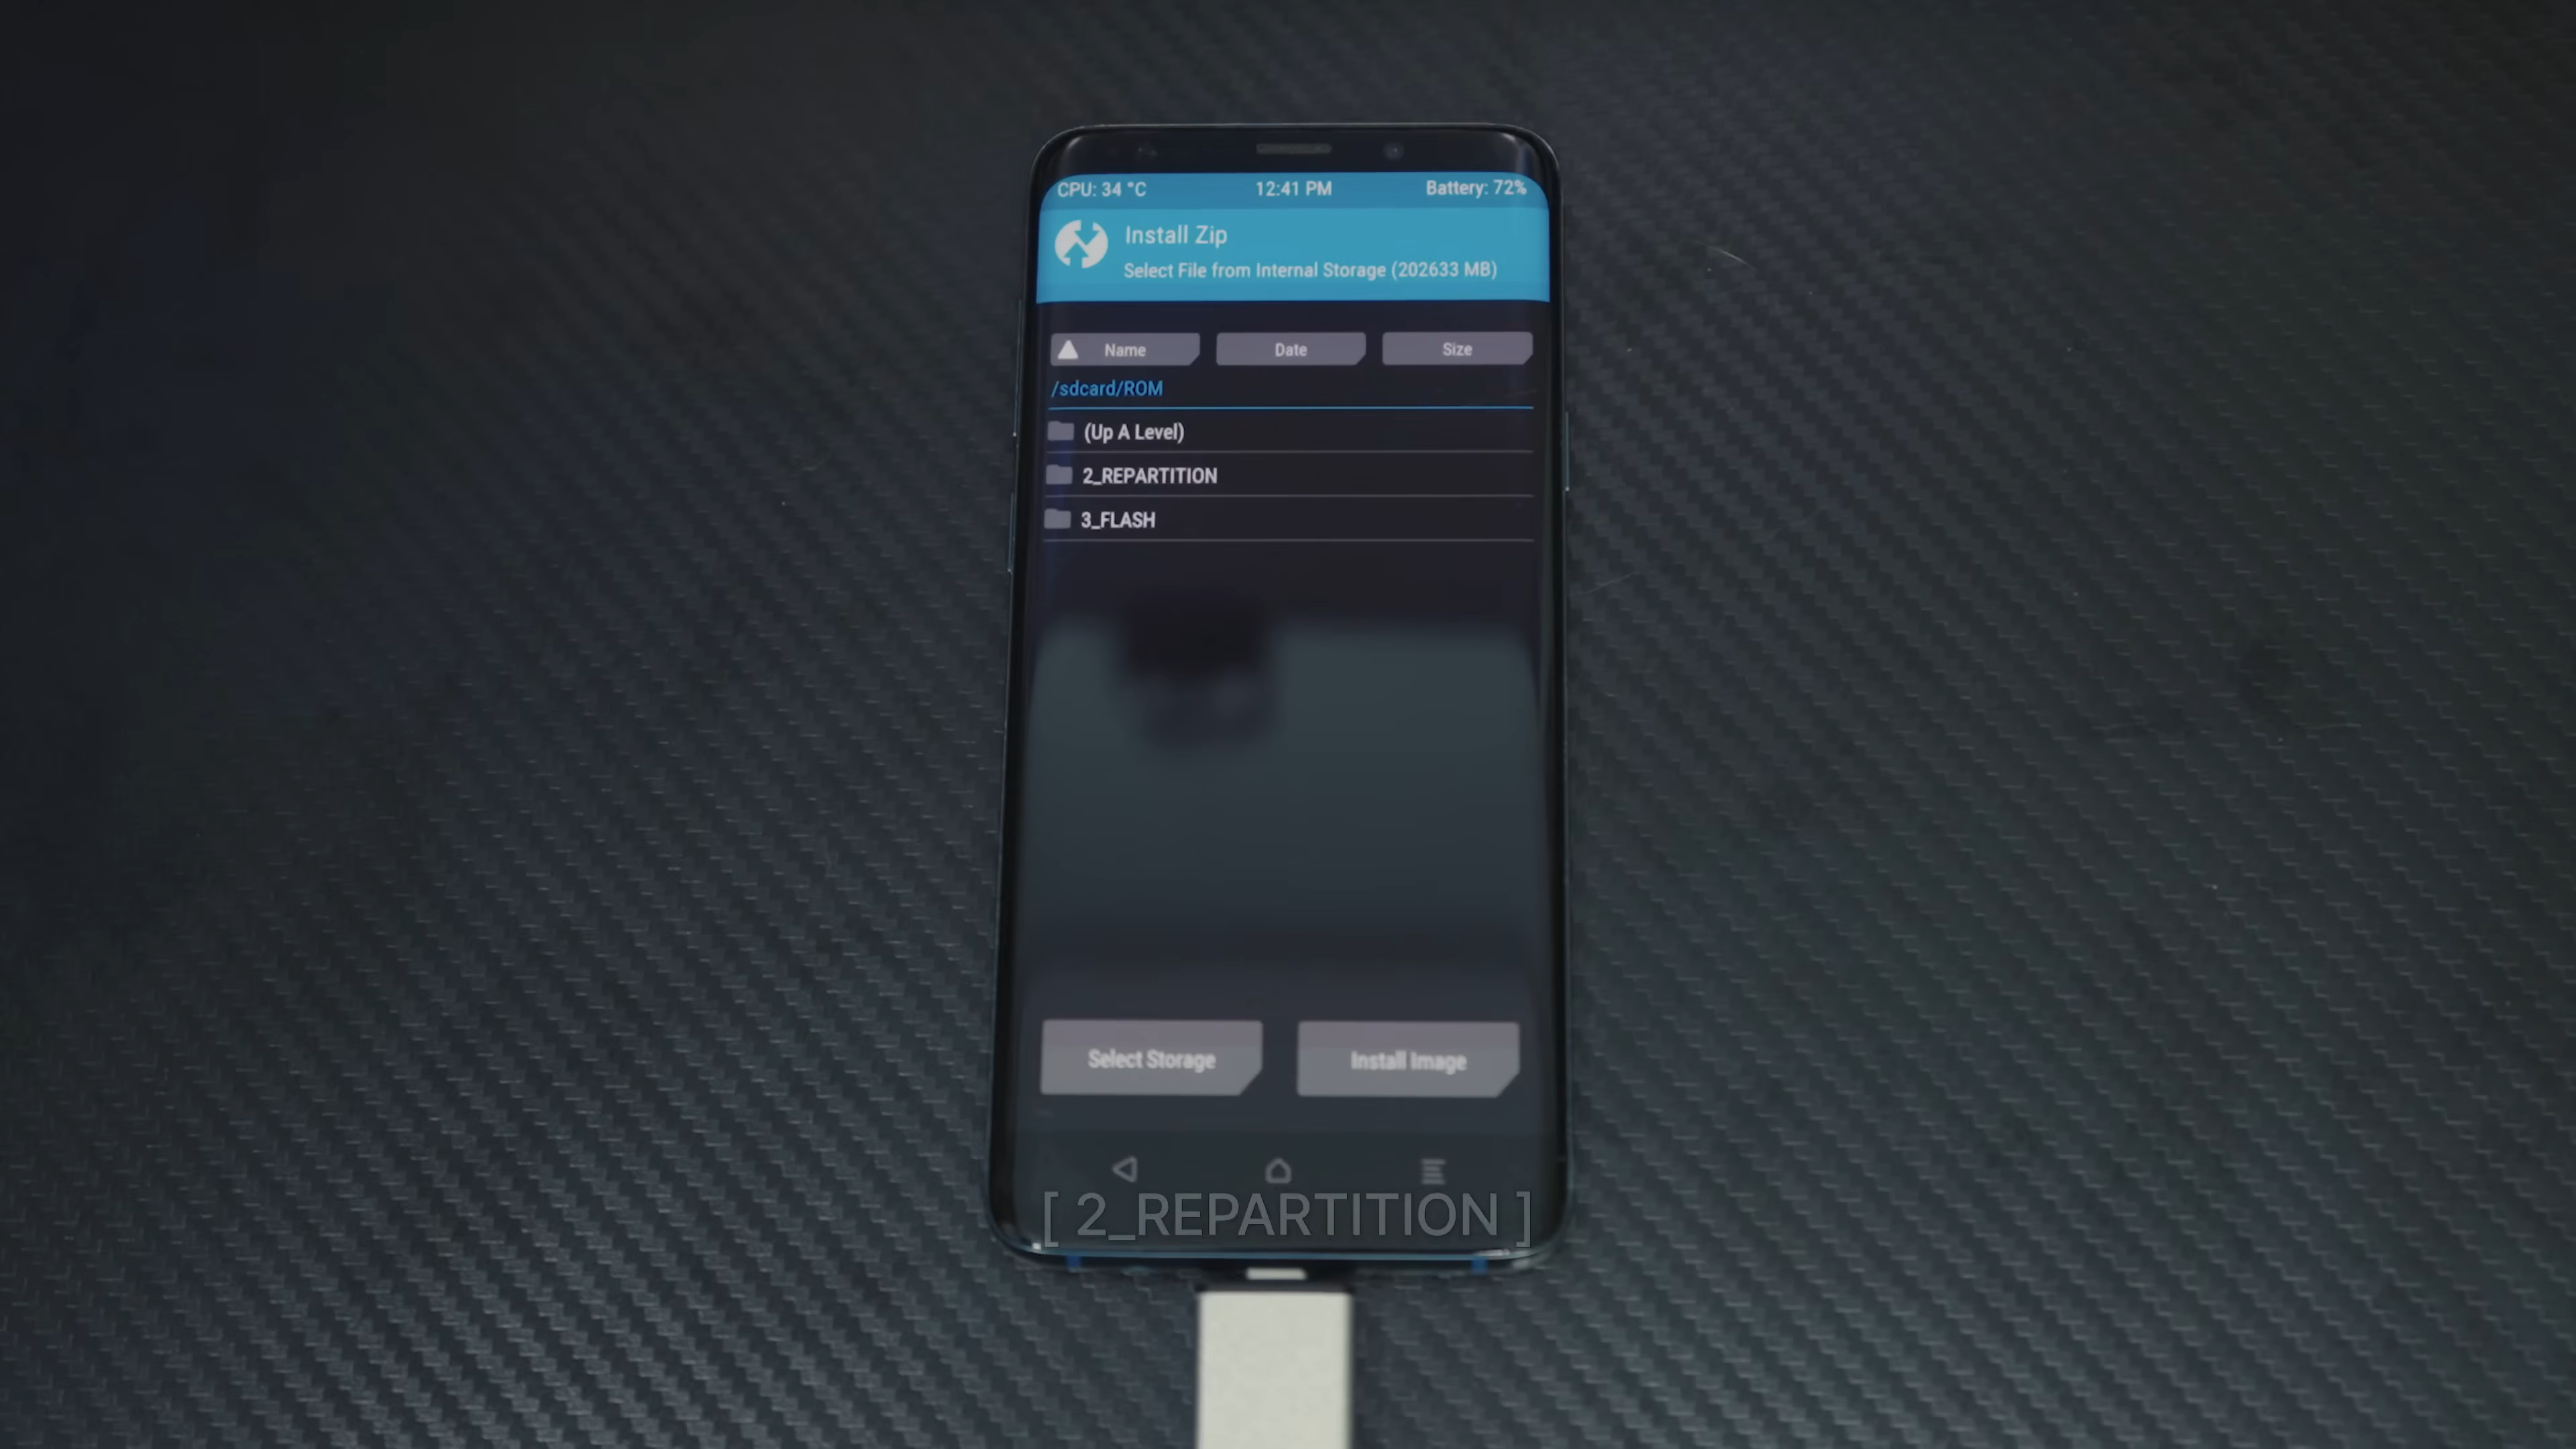 CPU: 34 °C 12:41 PM Battery: 72%
Install Zip
Select File from Internal Storage (202633 MB)
Name Date Size
/sdcard/ROM
(Up A Level)
2_REPARTITION
3_FLASH
Select Storage Install Image
[ 2_REPARTITION ]